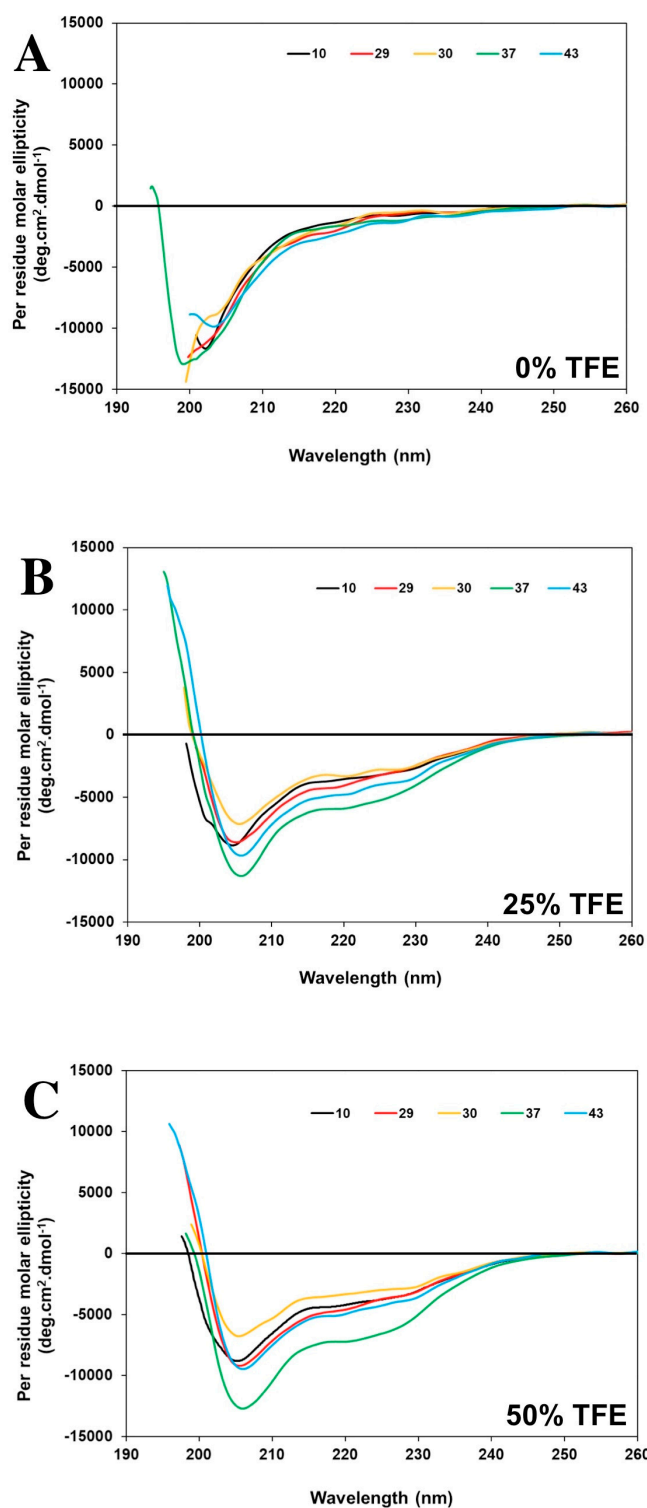 A
15000
10000
5000
0
-5000
-10000
-15000
Per residue molar ellipticity
(deg.cm².dmol⁻¹)
10 29 30 37 43
0% TFE
190 200 210 220 230 240 250 260
Wavelength (nm)
B
15000
10000
5000
0
-5000
-10000
-15000
Per residue molar ellipticity
(deg.cm².dmol⁻¹)
10 29 30 37 43
25% TFE
190 200 210 220 230 240 250 260
Wavelength (nm)
C
15000
10000
5000
0
-5000
-10000
-15000
Per residue molar ellipticity
(deg.cm².dmol⁻¹)
10 29 30 37 43
50% TFE
190 200 210 220 230 240 250 260
Wavelength (nm)